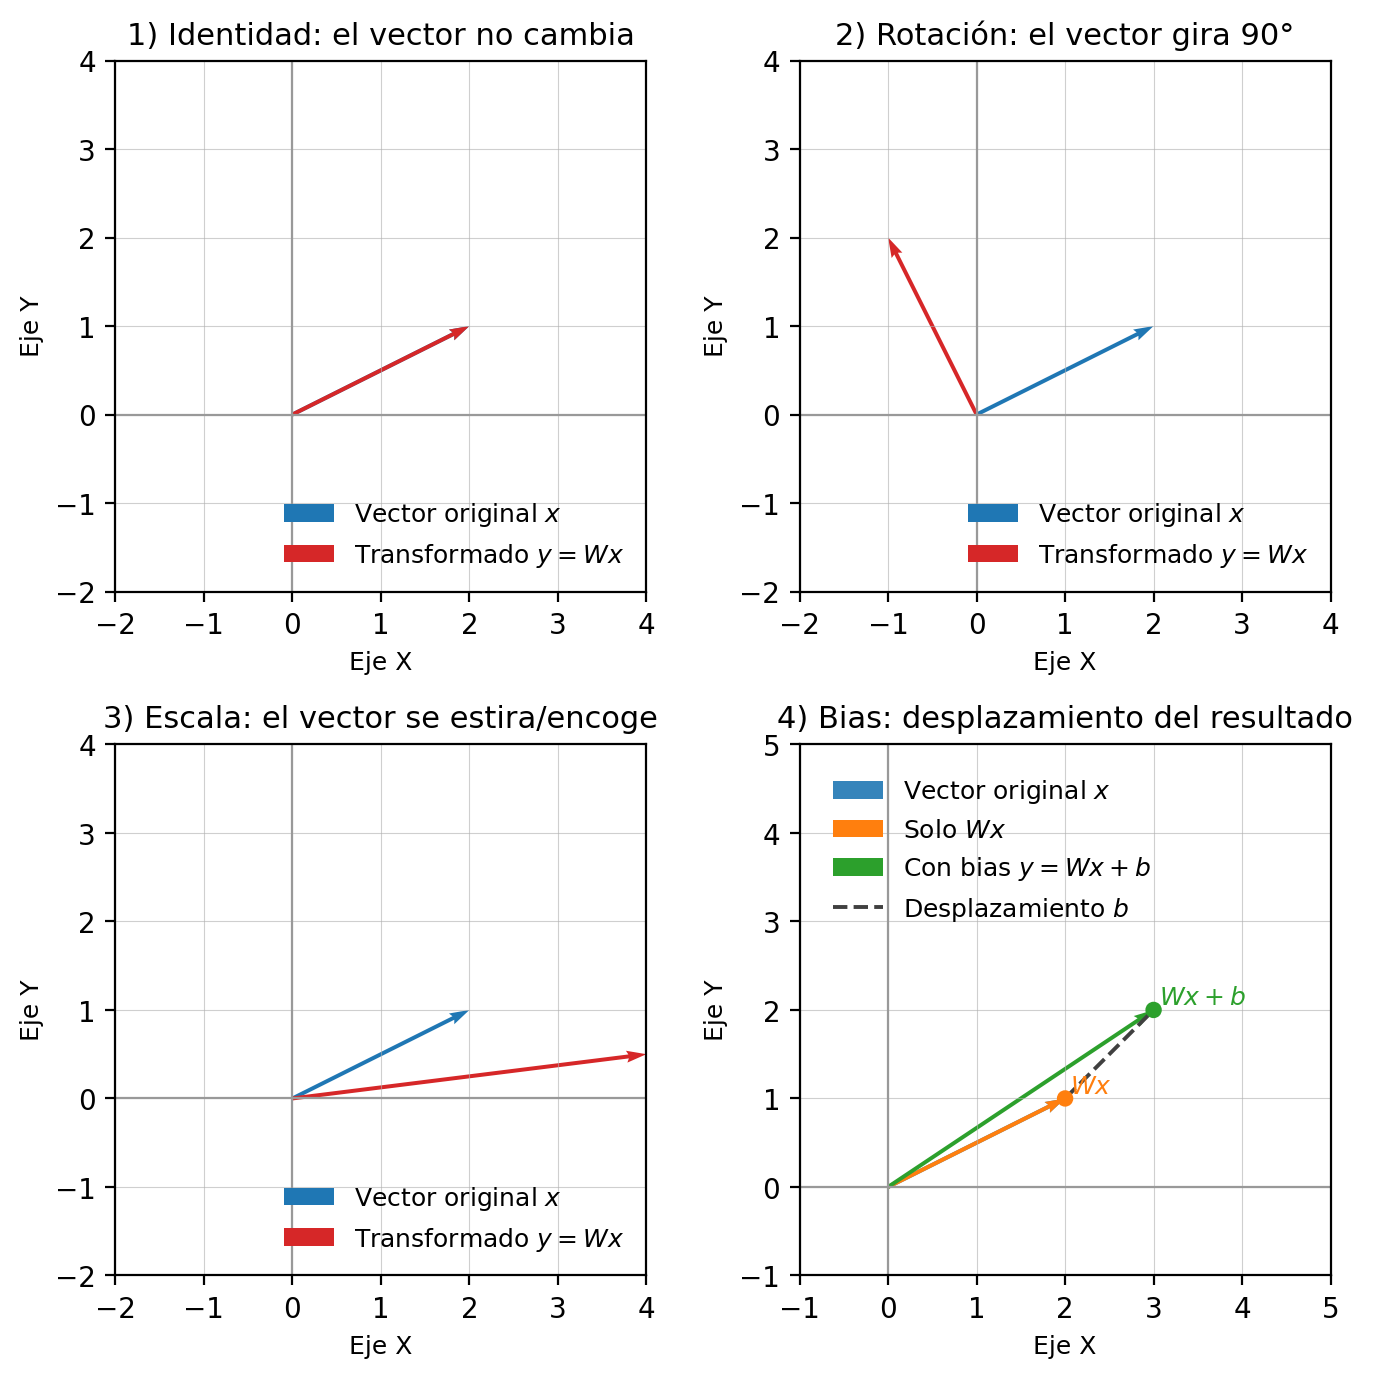 1) Identidad: el vector no cambia
4
3
2
1
0
−1
−2
Eje Y
Vector original x
Transformado y = Wx
−2 −1 0 1 2 3 4
Eje X
2) Rotación: el vector gira 90°
4
3
2
1
0
−1
−2
Eje Y
Vector original x
Transformado y = Wx
−2 −1 0 1 2 3 4
Eje X
3) Escala: el vector se estira/encoge
4
3
2
1
0
−1
−2
Eje Y
Vector original x
Transformado y = Wx
−2 −1 0 1 2 3 4
Eje X
4) Bias: desplazamiento del resultado
5
4
3
2
1
0
−1
Eje Y
Vector original x
Solo Wx
Con bias y = Wx + b
Desplazamiento b
Wx + b
Wx
−1 0 1 2 3 4 5
Eje X